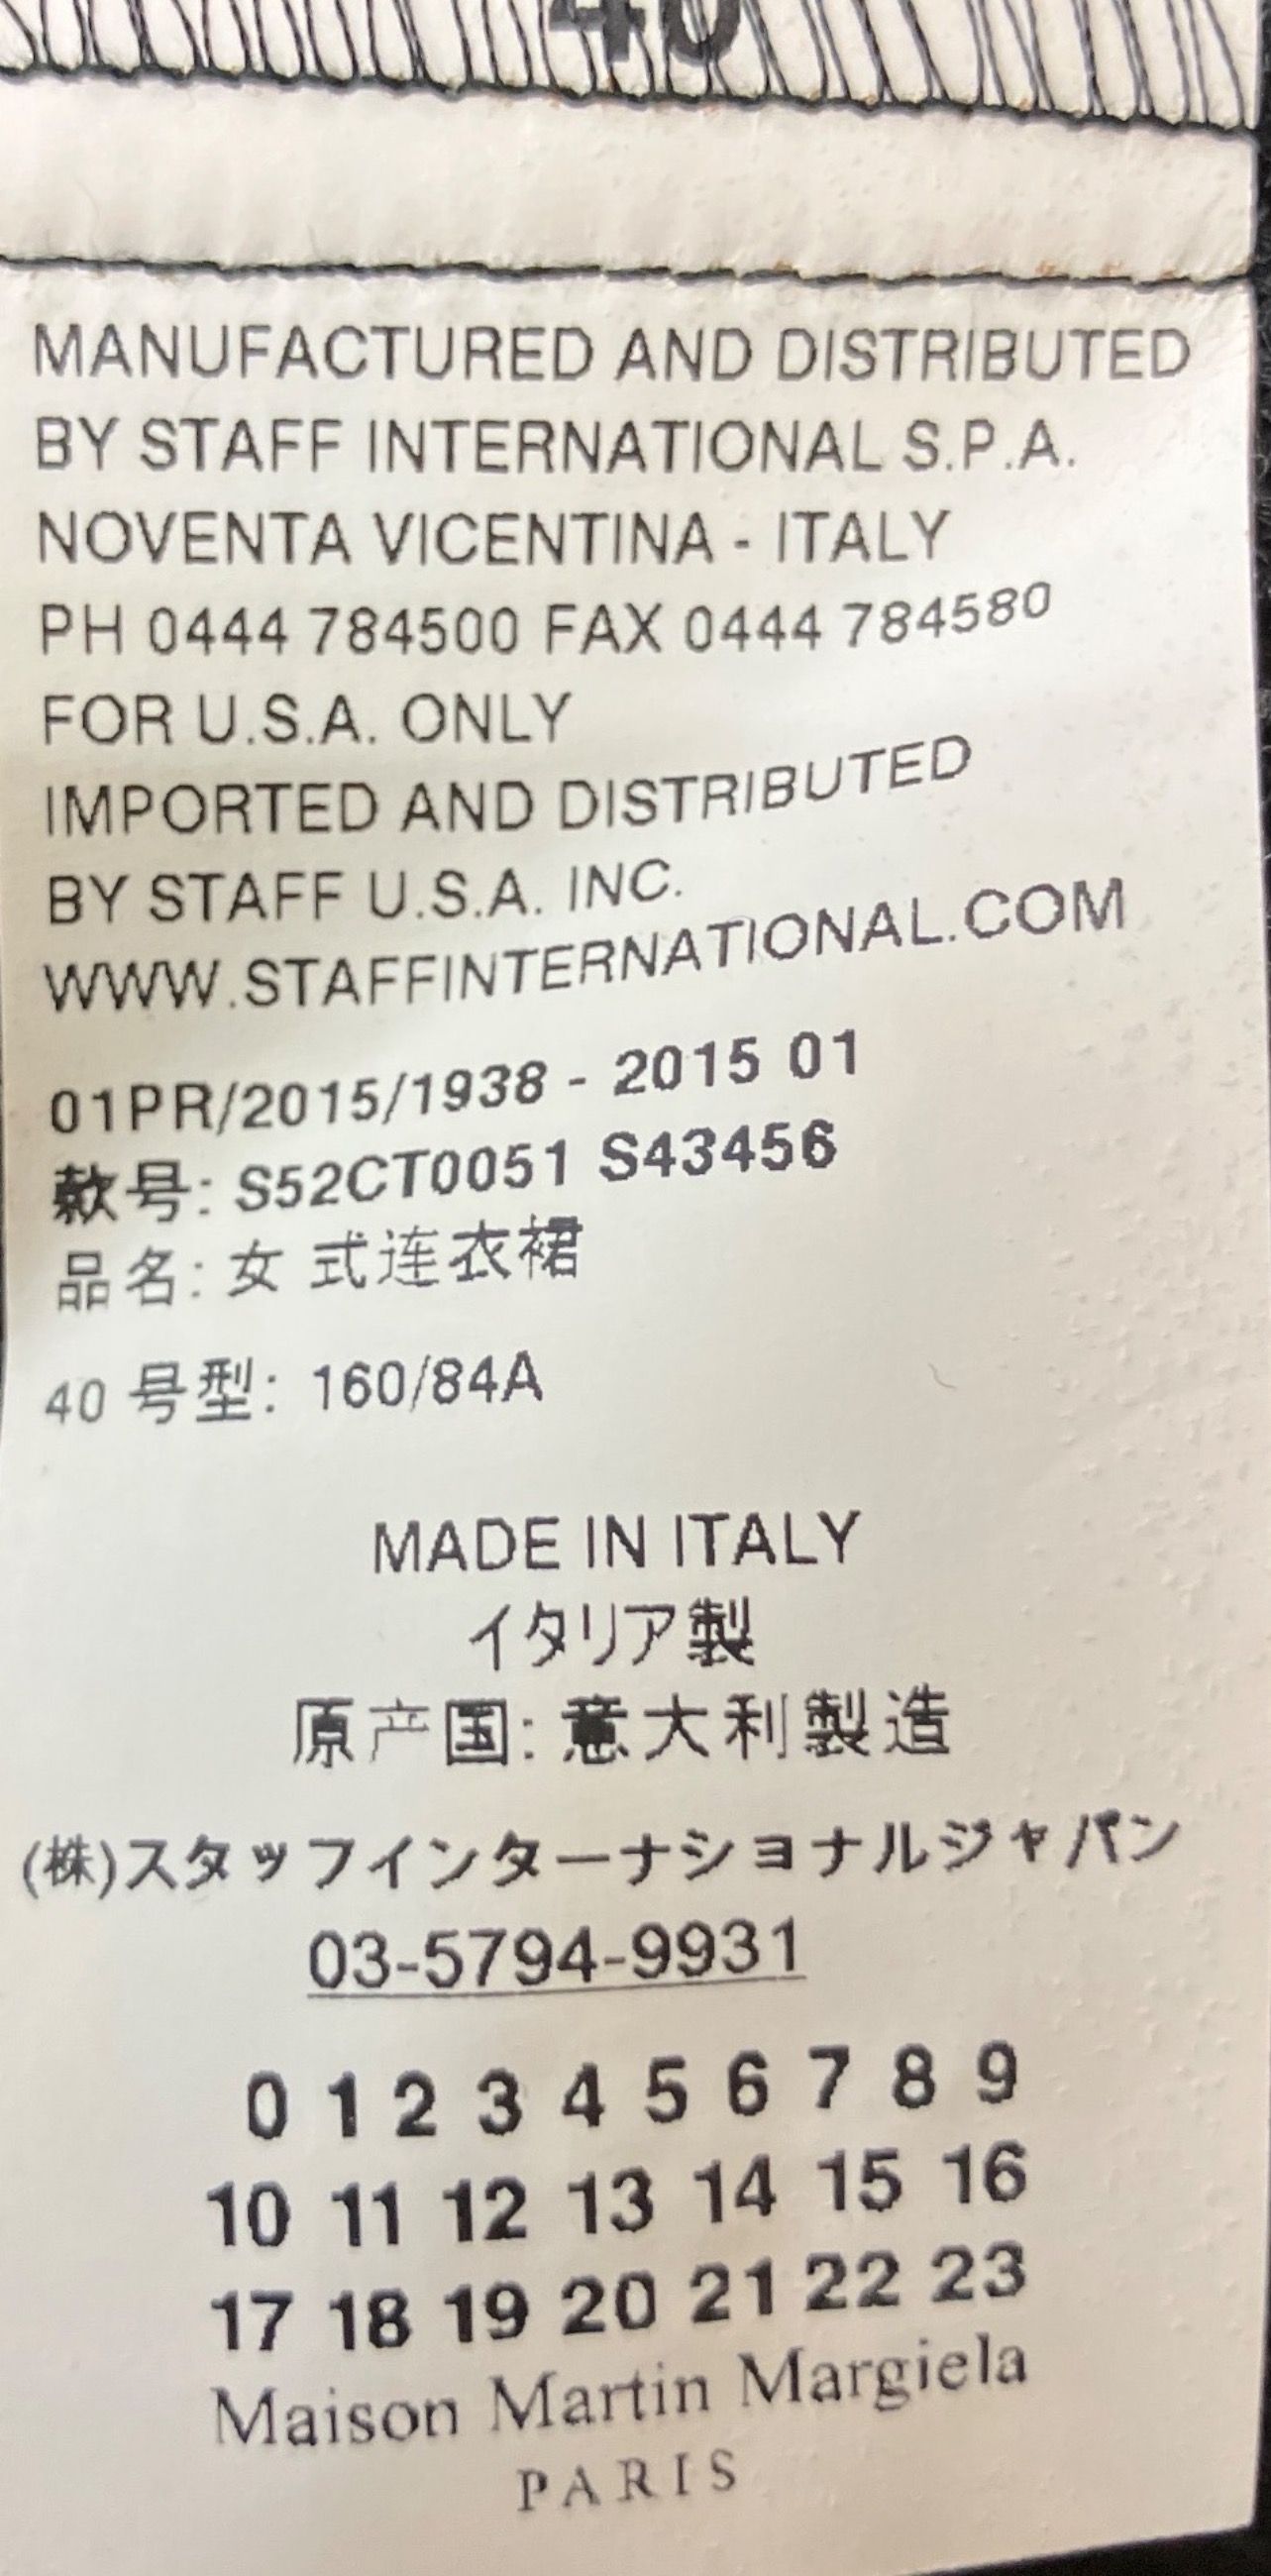 40
MANUFACTURED AND DISTRIBUTED
BY STAFF INTERNATIONAL S.P.A.
NOVENTA VICENTINA - ITALY
PH 0444 784500 FAX 0444 784580
FOR U.S.A. ONLY
IMPORTED AND DISTRIBUTED
BY STAFF U.S.A. INC.
WWW.STAFFINTERNATIONAL.COM
01PR/2015/1938 - 2015 01
款号: S52CT0051 S43456
品名: 女式连衣裙
40 号型: 160/84A
MADE IN ITALY
イタリア製
原产国: 意大利製造
(株)スタッフインターナショナルジャパン
03-5794-9931
0 1 2 3 4 5 6 7 8 9
10 11 12 13 14 15 16
17 18 19 20 21 22 23
Maison Martin Margiela
PARIS